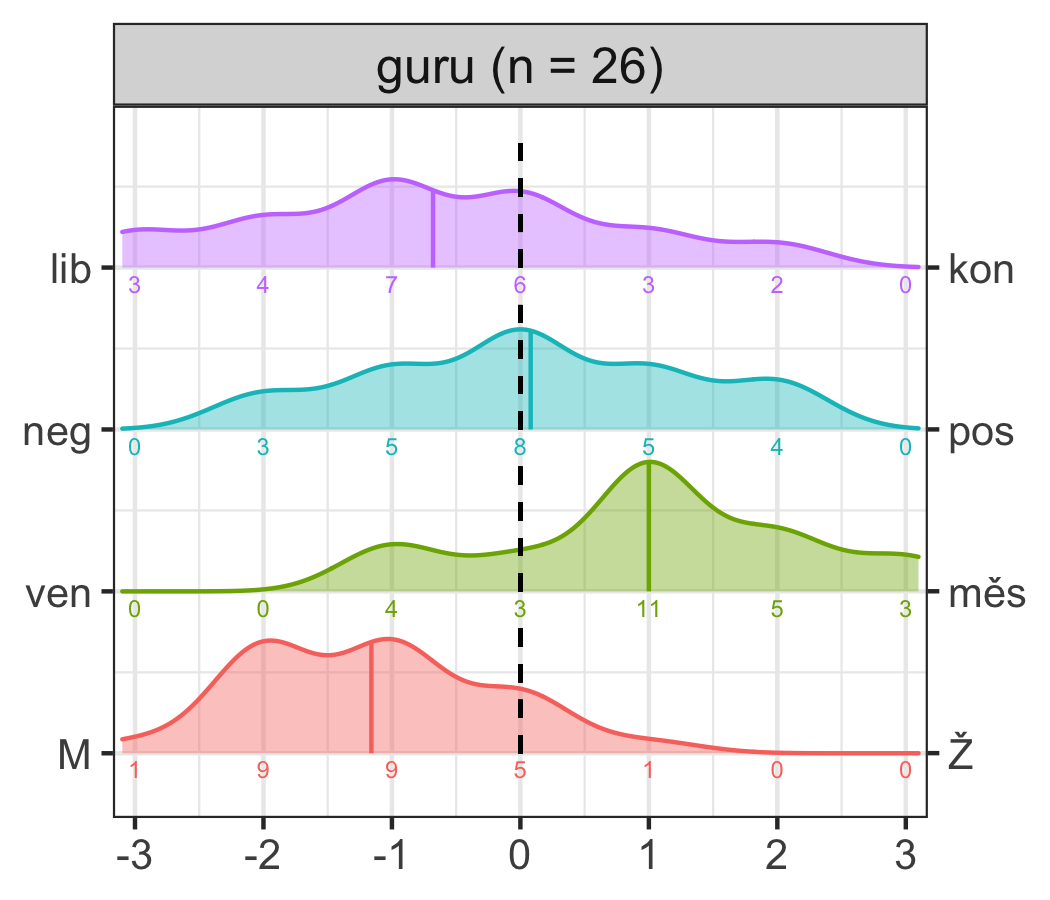 guru (n = 26)
lib kon
3 4 7 6 3 2 0
neg pos
0 3 5 8 5 4 0
ven měs
0 0 4 3 11 5 3
M Ž
1 9 9 5 1 0 0
-3 -2 -1 0 1 2 3